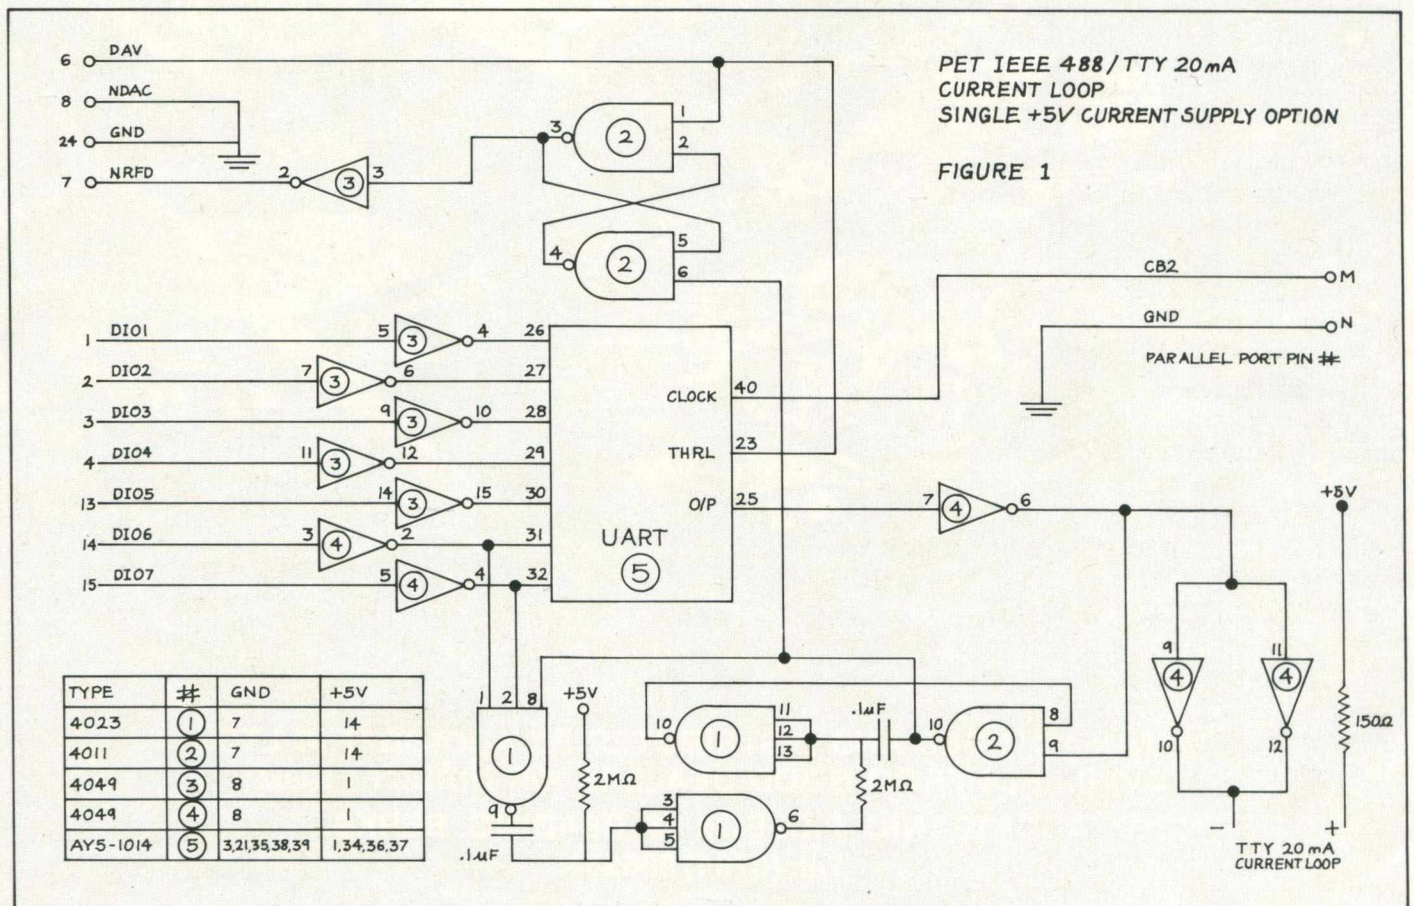 PET IEEE 488/TTY 20mA
CURRENT LOOP
SINGLE +5V CURRENT SUPPLY OPTION
FIGURE 1
6 DAV
8 NDAC
24 GND
7 NRFD
2 3 3
3 2 1
2
4 2 5
6
CB2 M
GND N
PARALLEL PORT PIN #
1 DIO1 5 3 4 26
2 DIO2 7 3 6 27
3 DIO3 9 3 10 28
4 DIO4 11 3 12 29
13 DIO5 14 3 15 30
14 DIO6 3 4 2 31
15 DIO7 5 4 4 32
CLOCK 40
THRL 23
O/P 25
UART
5
7 4 6
+5V
9 11
4 4
10 12
150Ω
- +
TTY 20mA
CURRENT LOOP
1 2 8
1
9
.1µF
+5V
2MΩ
10 1 11
12
13
.1µF
10 2 8
9
2MΩ
3
4
5
1 6
TYPE # GND +5V
4023 1 7 14
4011 2 7 14
4049 3 8 1
4049 4 8 1
AY5-1014 5 3,21,35,38,39 1,34,36,37